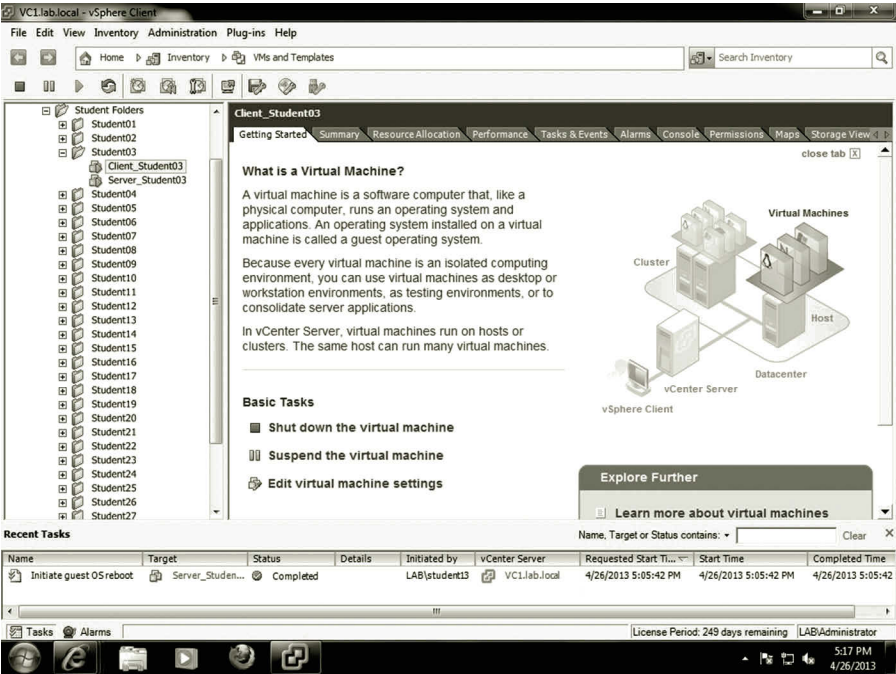 VC1.lab.local - vSphere Client
File Edit View Inventory Administration Plug-ins Help
Home Inventory VMs and Templates
Search Inventory
Student Folders
Student01
Student02
Student03
Client_Student03
Server_Student03
Student04
Student05
Student06
Student07
Student08
Student09
Student10
Student11
Student12
Student13
Student14
Student15
Student16
Student17
Student18
Student19
Student20
Student21
Student22
Student23
Student24
Student25
Student26
Student27
Client_Student03
Getting Started Summary Resource Allocation Performance Tasks & Events Alarms Console Permissions Maps Storage View
close tab X
What is a Virtual Machine?
A virtual machine is a software computer that, like a
physical computer, runs an operating system and
applications. An operating system installed on a virtual
machine is called a guest operating system.
Because every virtual machine is an isolated computing
environment, you can use virtual machines as desktop or
workstation environments, as testing environments, or to
consolidate server applications.
In vCenter Server, virtual machines run on hosts or
clusters. The same host can run many virtual machines.
Basic Tasks
Shut down the virtual machine
Suspend the virtual machine
Edit virtual machine settings
Virtual Machines
Cluster
Host
Datacenter
vCenter Server
vSphere Client
Explore Further
Learn more about virtual machines
Recent Tasks
Name, Target or Status contains: Clear
Name Target Status Details Initiated by vCenter Server Requested Start Ti... Start Time Completed Time
Initiate guest OS reboot Server_Studen... Completed LAB\student13 VC1.lab.local 4/26/2013 5:05:42 PM 4/26/2013 5:05:42 PM 4/26/2013 5:05:42
Tasks Alarms License Period: 249 days remaining LAB\Administrator
5:17 PM
4/26/2013